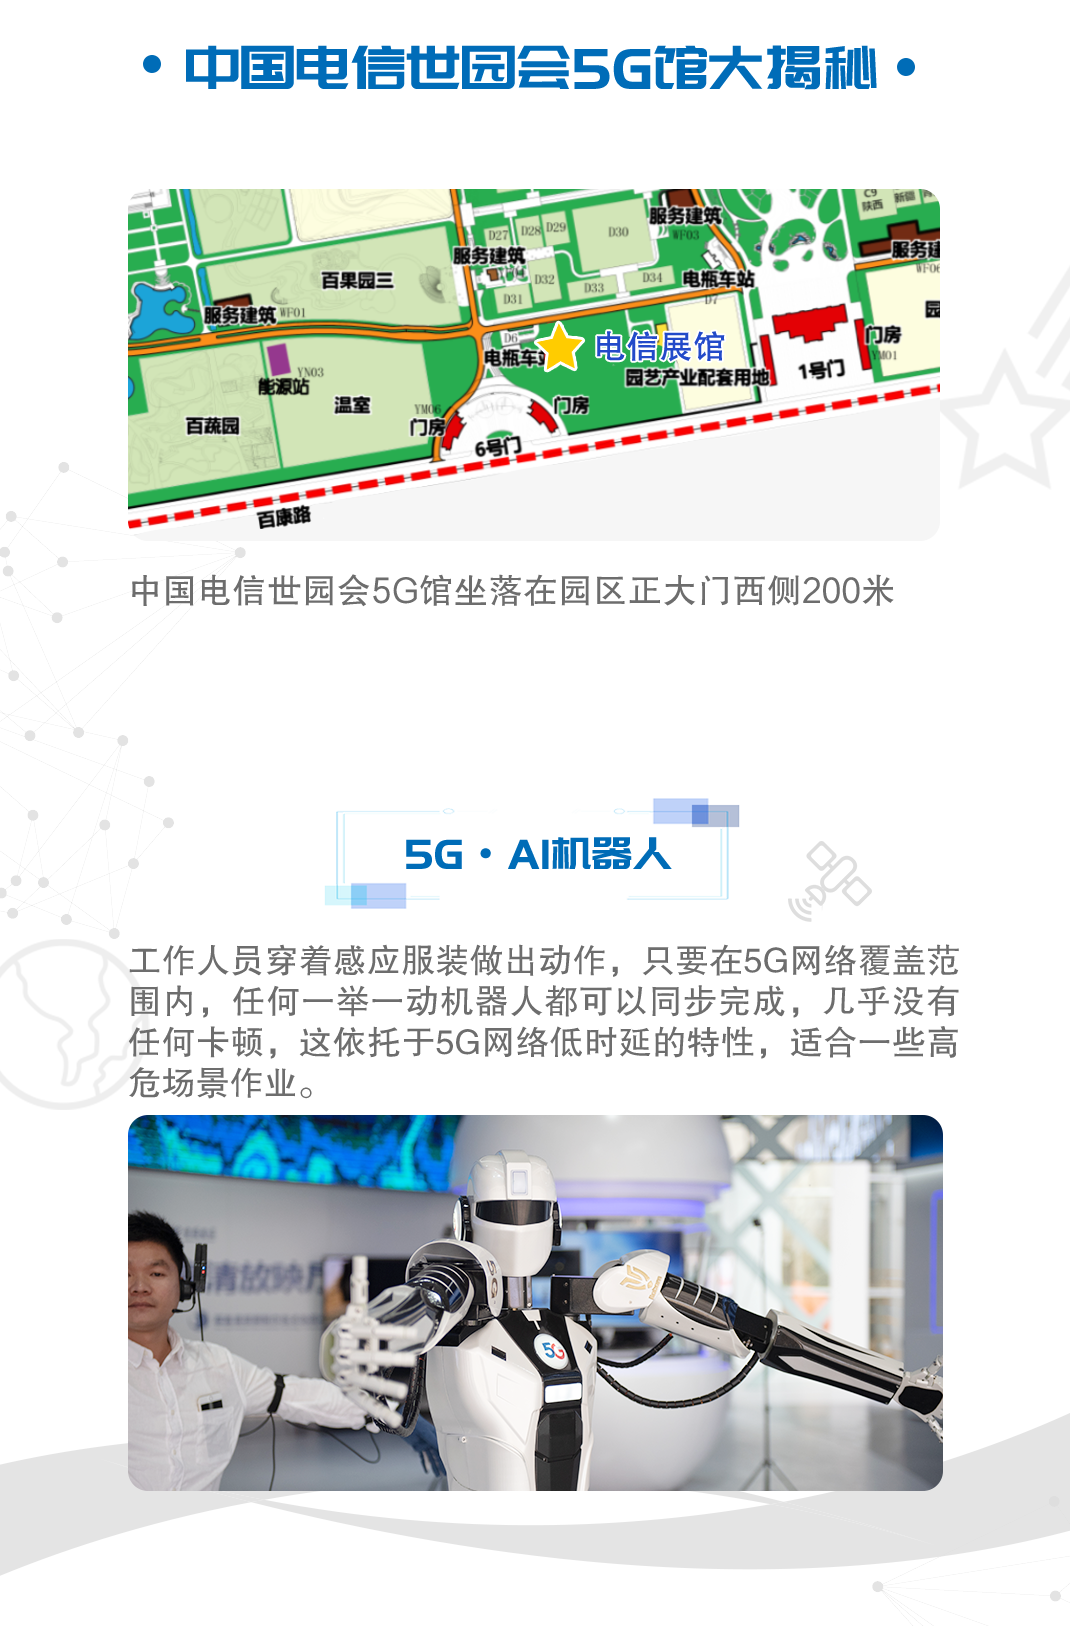 • 中国电信世园会5G馆大揭秘 •
C9
陕西
新疆
服务建筑
WF03
D27
D28
D29
D30
服务建筑
服务建
WF06
百果园三
D32
D34
电瓶车站
D33
D31
D7
服务建筑
WF01
D6
电信展馆
门房
YM01
电瓶车站
YN03
能源站
园艺产业配套用地
1号门
温室
YM06
门房
门房
百蔬园
6号门
百康路
中国电信世园会5G馆坐落在园区正大门西侧200米
5G·AI机器人
工作人员穿着感应服装做出动作，只要在5G网络覆盖范
围内，任何一举一动机器人都可以同步完成，几乎没有
任何卡顿，这依托于5G网络低时延的特性，适合一些高
危场景作业。
清放映厅
5G
5G